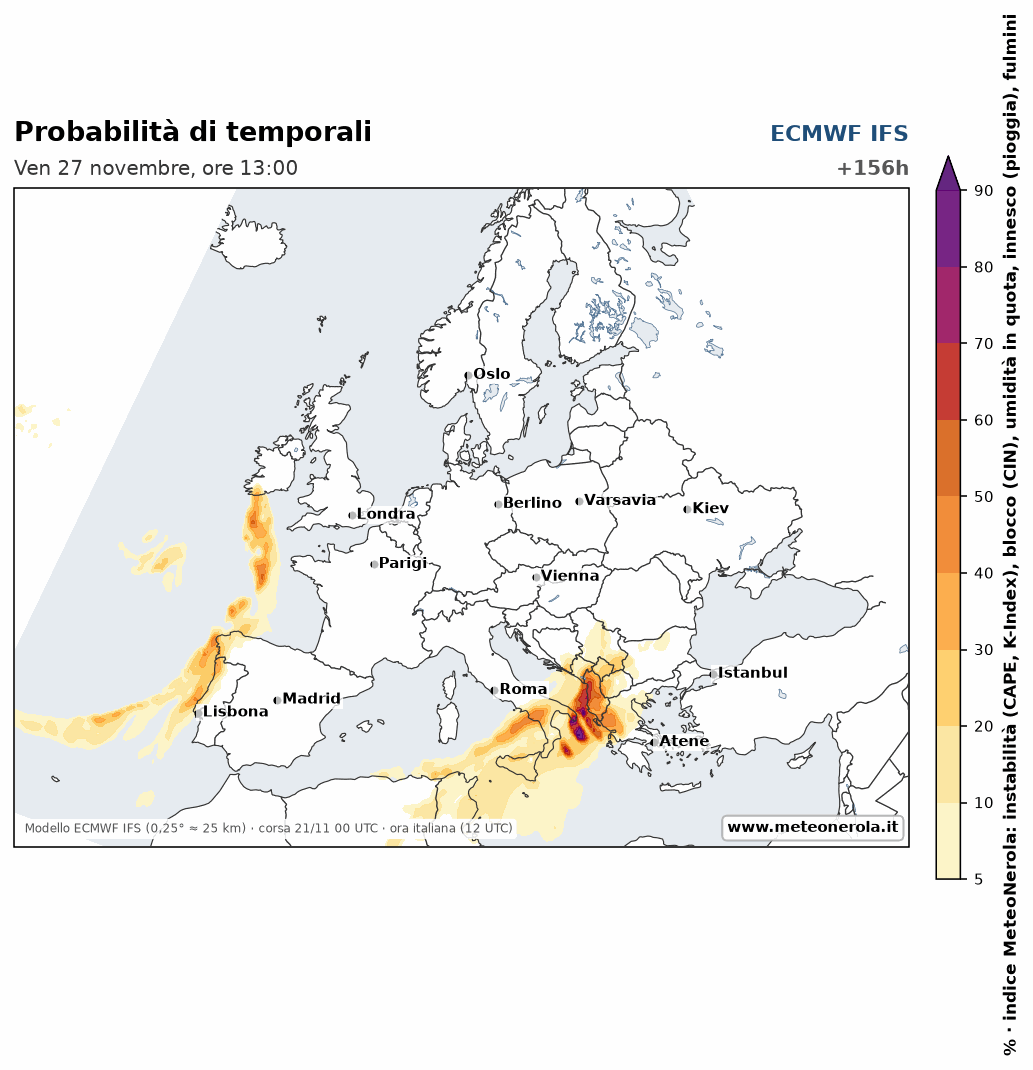 Probabilità di temporali
ECMWF IFS
Ven 27 novembre, ore 13:00
+156h
Oslo
Berlino
Varsavia
Kiev
Londra
Parigi
Vienna
Istanbul
Roma
Madrid
Lisbona
Atene
Modello ECMWF IFS (0,25° ≈ 25 km) · corsa 21/11 00 UTC · ora italiana (12 UTC)
www.meteonerola.it
90
80
70
60
50
40
30
20
10
5
% · indice MeteoNerola: instabilità (CAPE, K-Index), blocco (CIN), umidità in quota, innesco (pioggia), fulmini